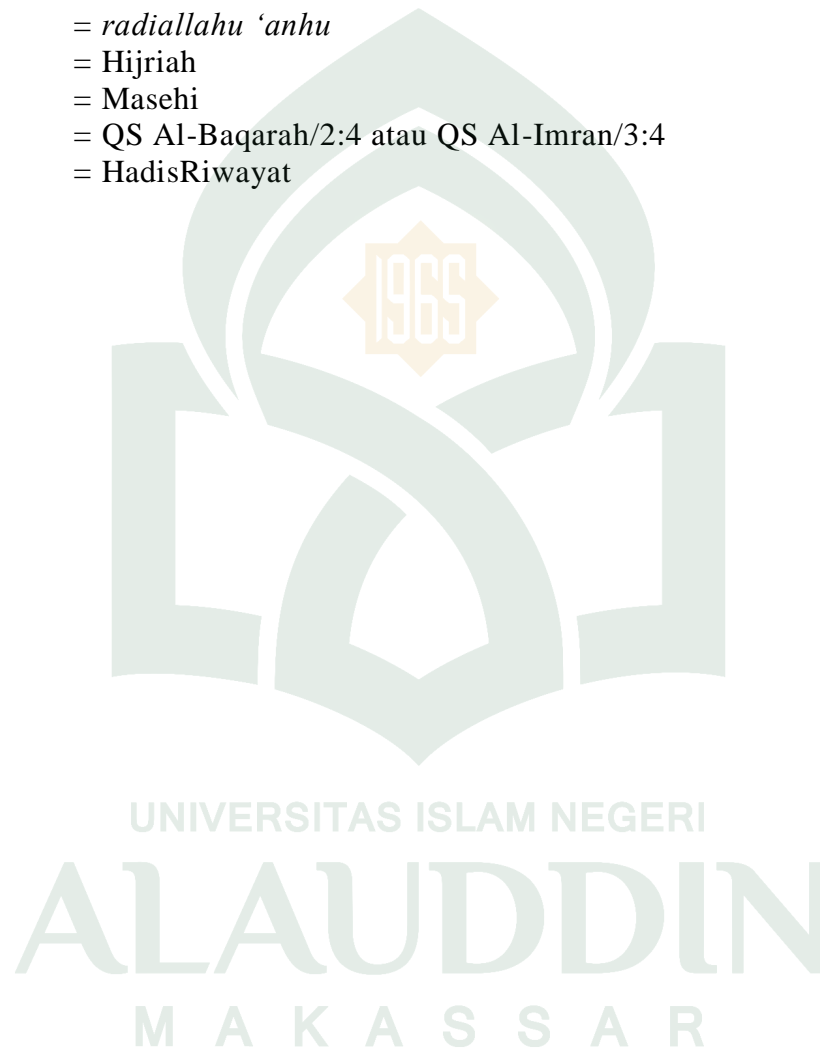 = radiallahu ‘anhu
= Hijriah
= Masehi
= QS Al-Baqarah/2:4 atau QS Al-Imran/3:4
= HadisRiwayat
1965
UNIVERSITAS ISLAM NEGERI
ALAUDDIN
MAKASSAR